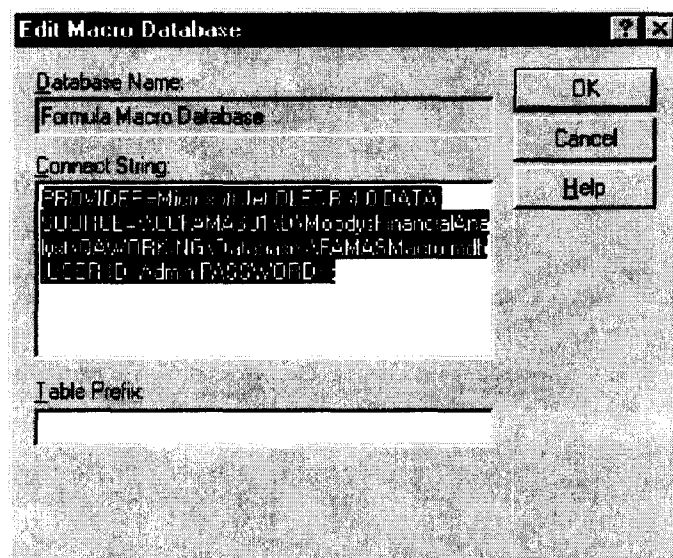 Edit Macro Database
? ×
Database Name:
OK
Formula Macro Database
Cancel
Connect String:
Help
PROVIDER=Microsoft.Jet.OLEDB.4.0;DATA
MoodysFinancialAna
USER ID=Admin;PASSWORD=;
Table Prefix: